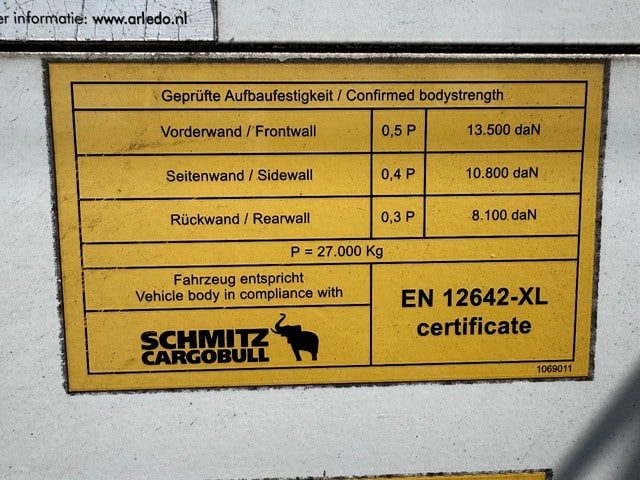 er informatie: www.arledo.nl
Geprüfte Aufbaufestigkeit / Confirmed bodystrength
Vorderwand / Frontwall 0,5 P 13.500 daN
Seitenwand / Sidewall 0,4 P 10.800 daN
Rückwand / Rearwall 0,3 P 8.100 daN
P = 27.000 Kg
Fahrzeug entspricht
Vehicle body in compliance with
EN 12642-XL
certificate
SCHMITZ
CARGOBULL
1069011